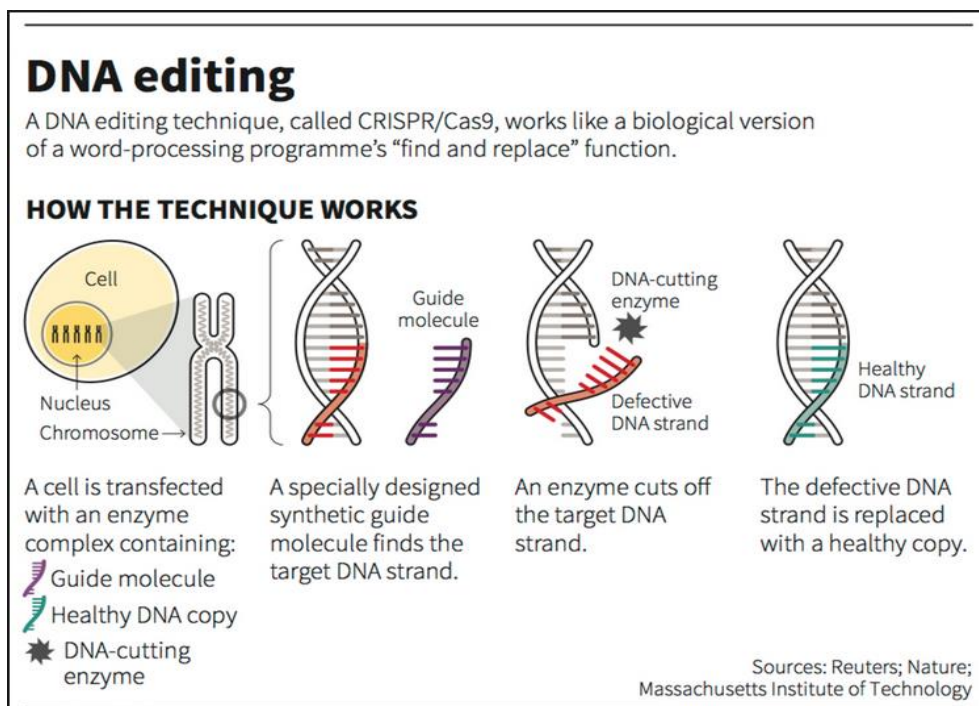 DNA editing
A DNA editing technique, called CRISPR/Cas9, works like a biological version
of a word-processing programme's “find and replace” function.
HOW THE TECHNIQUE WORKS
Cell
Nucleus
Chromosome
Guide
molecule
DNA-cutting
enzyme
Defective
DNA strand
Healthy
DNA strand
A cell is transfected
with an enzyme
complex containing:
Guide molecule
Healthy DNA copy
DNA-cutting
enzyme
A specially designed
synthetic guide
molecule finds the
target DNA strand.
An enzyme cuts off
the target DNA
strand.
The defective DNA
strand is replaced
with a healthy copy.
Sources: Reuters; Nature;
Massachusetts Institute of Technology